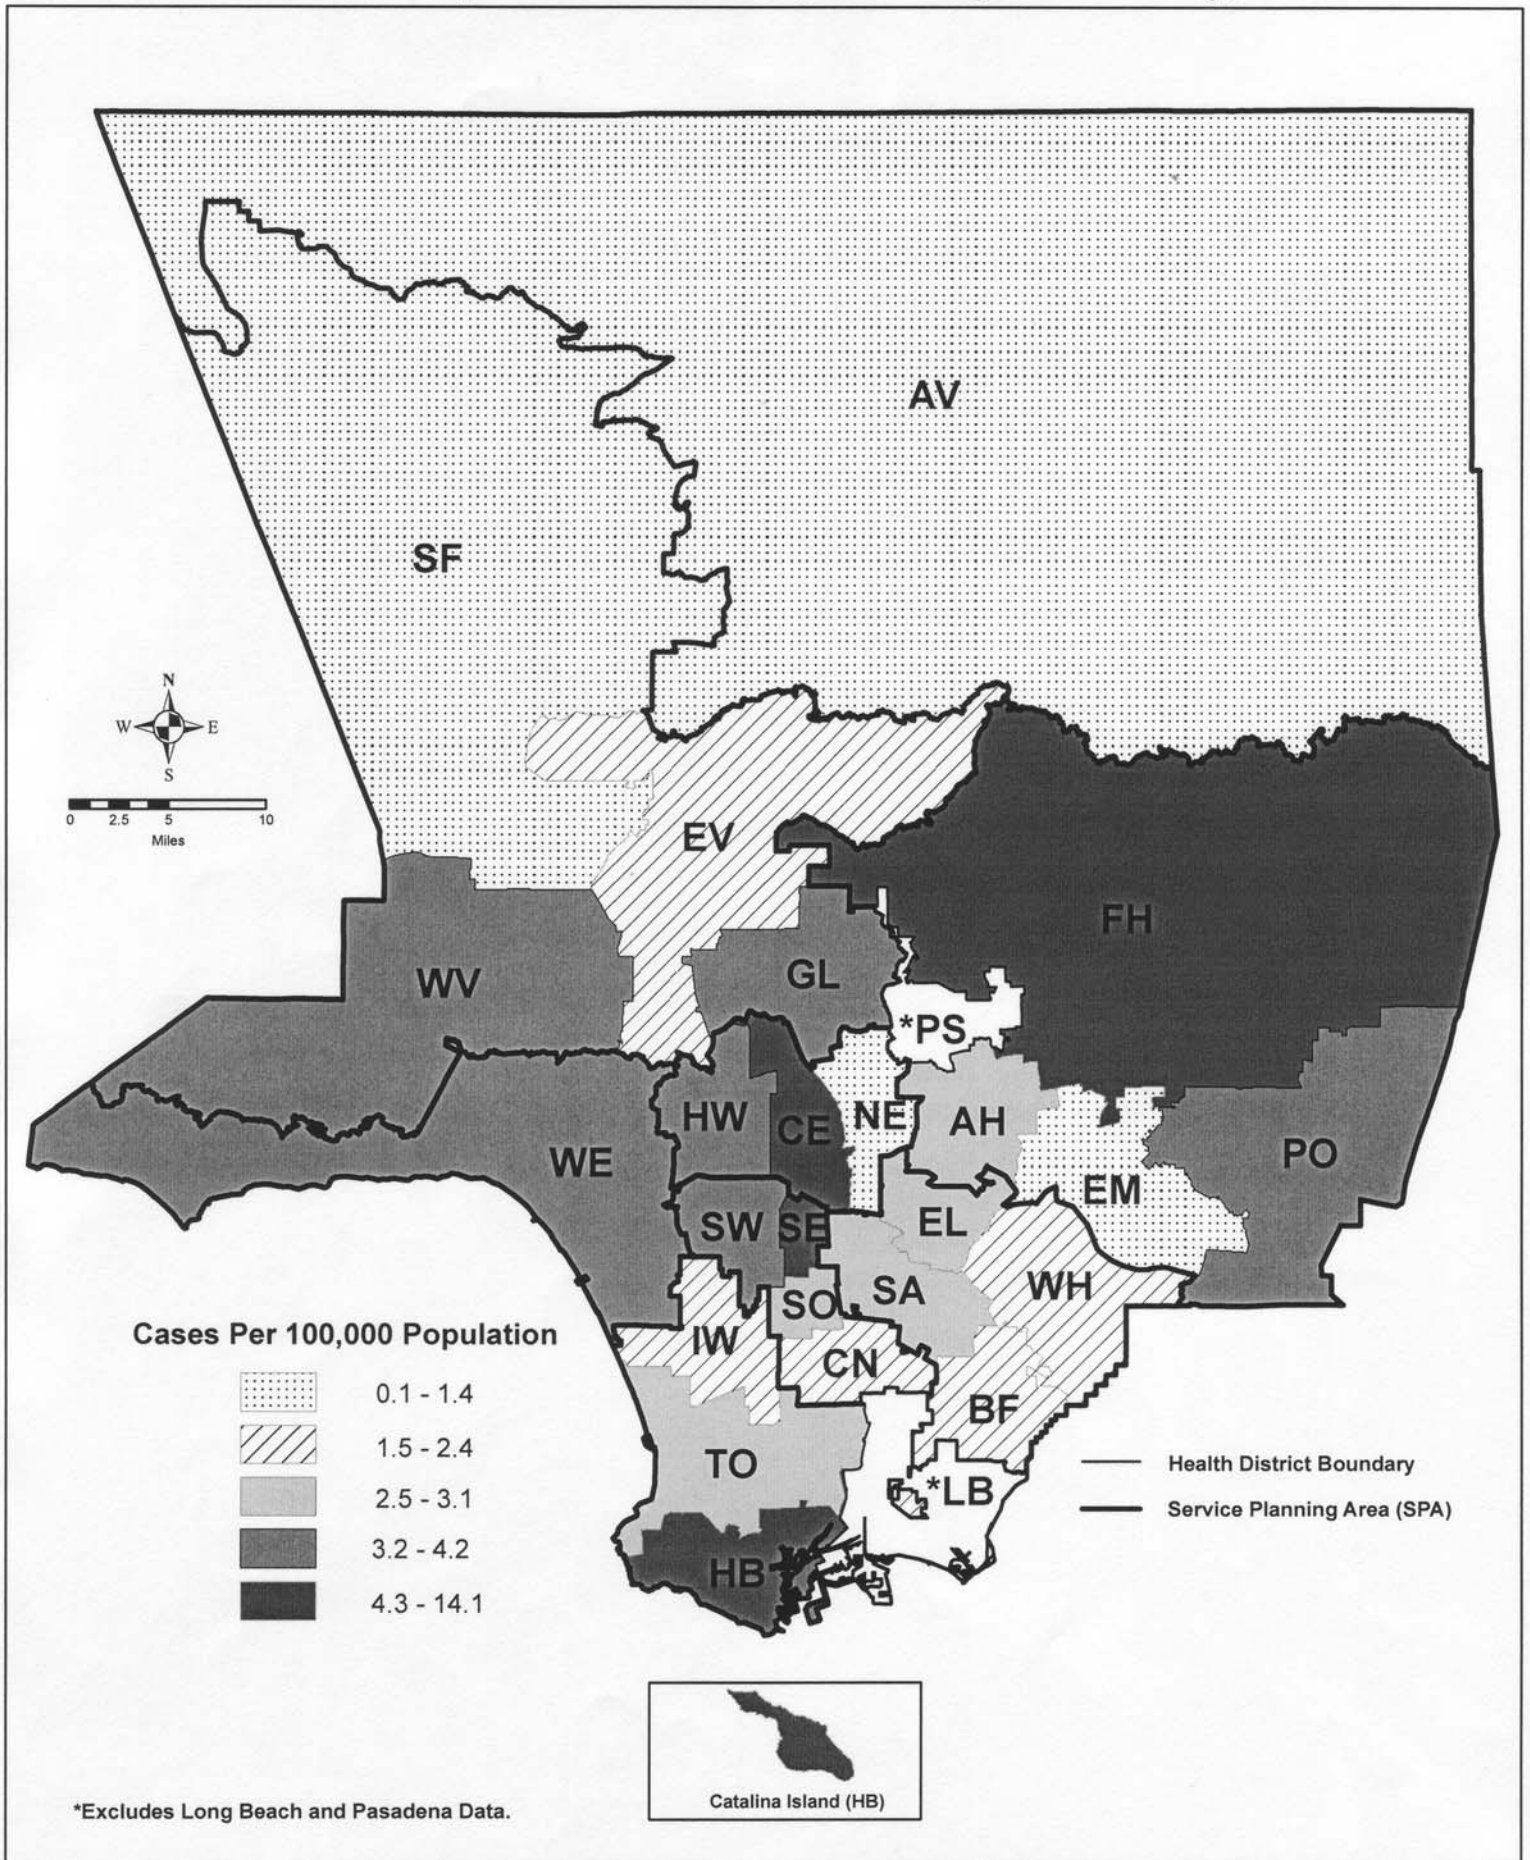 AV
SF
N
W E
S
0 2.5 5 10
Miles
EV
FH
WV
GL
*PS
HW
CE
NE
AH
WE
PO
EM
SW
SE
EL
SA
WH
SO
IW
CN
BF
TO
*LB
HB
Cases Per 100,000 Population
0.1 - 1.4
1.5 - 2.4
2.5 - 3.1
3.2 - 4.2
4.3 - 14.1
Health District Boundary
Service Planning Area (SPA)
Catalina Island (HB)
*Excludes Long Beach and Pasadena Data.